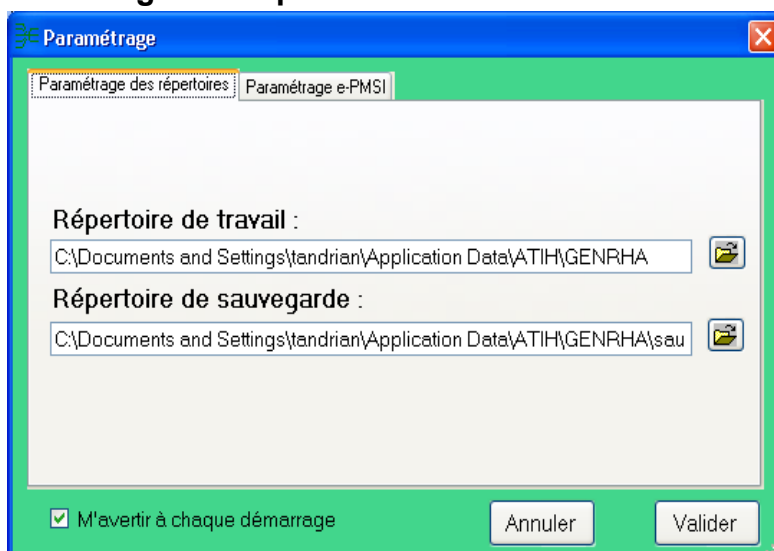 Paramétrage
Paramétrage des répertoires Paramétrage e-PMSI
Répertoire de travail :
C:\Documents and Settings\tandrian\Application Data\ATIH\GENRHA
Répertoire de sauvegarde :
C:\Documents and Settings\tandrian\Application Data\ATIH\GENRHA\sau
M'avertir à chaque démarrage Annuler Valider